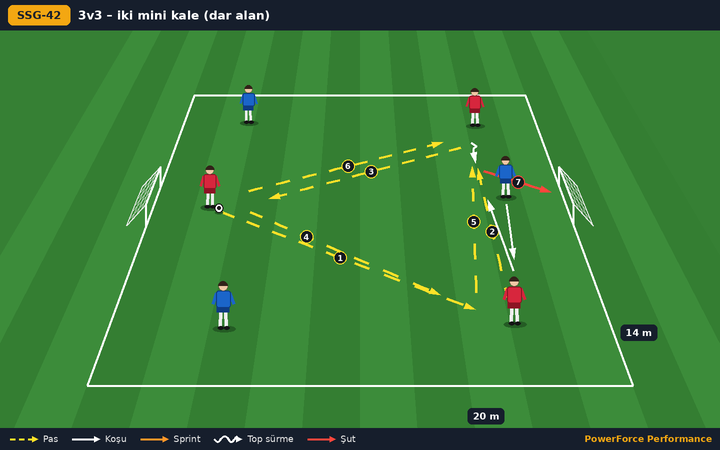 SSG-42 3v3 – iki mini kale (dar alan)
6
3
7
5
2
4
1
14 m
20 m
Pas Koşu Sprint Top sürme Şut PowerForce Performance